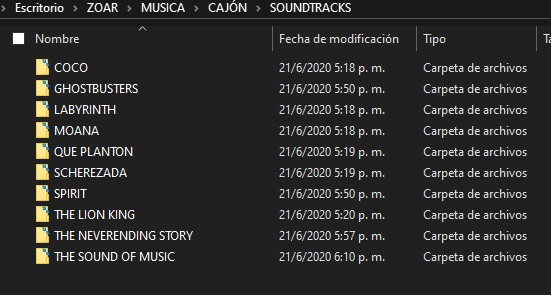 Escritorio > ZOAR > MUSICA > CAJÓN > SOUNDTRACKS
Nombre Fecha de modificación Tipo
COCO 21/6/2020 5:18 p. m. Carpeta de archivos
GHOSTBUSTERS 21/6/2020 5:50 p. m. Carpeta de archivos
LABYRINTH 21/6/2020 5:18 p. m. Carpeta de archivos
MOANA 21/6/2020 5:18 p. m. Carpeta de archivos
QUE PLANTON 21/6/2020 5:19 p. m. Carpeta de archivos
SCHEREZADA 21/6/2020 5:19 p. m. Carpeta de archivos
SPIRIT 21/6/2020 5:50 p. m. Carpeta de archivos
THE LION KING 21/6/2020 5:20 p. m. Carpeta de archivos
THE NEVERENDING STORY 21/6/2020 5:57 p. m. Carpeta de archivos
THE SOUND OF MUSIC 21/6/2020 6:10 p. m. Carpeta de archivos